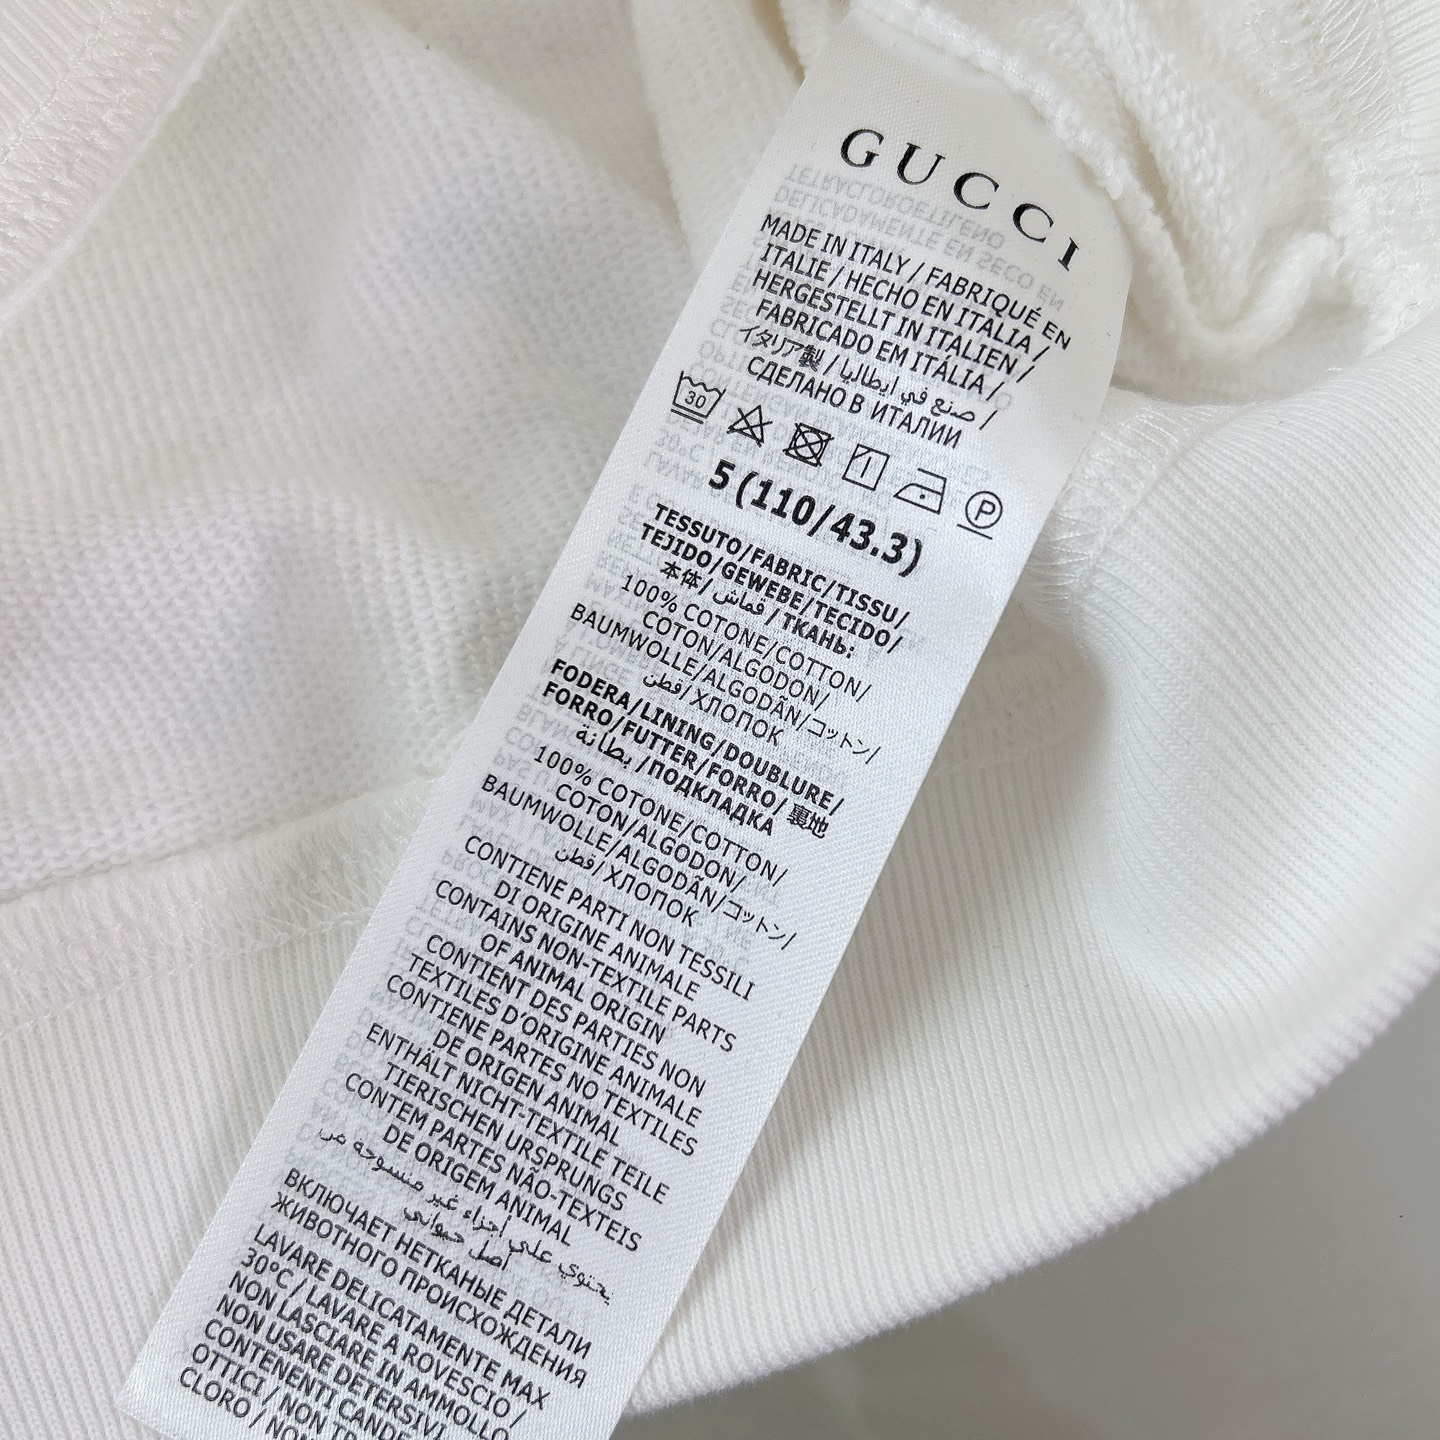 GUCCI
MADE IN ITALY / FABRIQUÉ EN
ITALIE / HECHO EN ITALIA /
HERGESTELLT IN ITALIEN /
FABRICADO EM ITÁLIA /
イタリア製 / صنع في ايطاليا /
СДЕЛАНО В ИТАЛИИ
30 P
5 (110/43.3)
TESSUTO/FABRIC/TISSU/
TEJIDO/GEWEBE/TECIDO/
本体/ قماش /ТКАНЬ:
100% COTONE/COTTON/
COTON/ALGODON/
BAUMWOLLE/ALGODÃN/コットン/
قطن/ХЛОПОК
FODERA/LINING/DOUBLURE/
FORRO/FUTTER/FORRO/ 裏地
بطانة /ПОДКЛАДКА
100% COTONE/COTTON/
COTON/ALGODON/
BAUMWOLLE/ALGODÃN/コットン/
قطن/ХЛОПОК
CONTIENE PARTI NON TESSILI
DI ORIGINE ANIMALE
CONTAINS NON-TEXTILE PARTS
OF ANIMAL ORIGIN
CONTIENT DES PARTIES NON
TEXTILES D'ORIGINE ANIMALE
CONTIENE PARTES NO TEXTILES
DE ORIGEN ANIMAL
ENTHÄLT NICHT-TEXTILE TEILE
TIERISCHEN URSPRUNGS
CONTEM PARTES NÃO-TEXTEIS
DE ORIGEM ANIMAL
يحتوي على أجزاء غير منسوجة من
أصل حيواني
ВКЛЮЧАЕТ НЕТКАНЫЕ ДЕТАЛИ
ЖИВОТНОГО ПРОИСХОЖДЕНИЯ
LAVARE DELICATAMENTE MAX
30°C / LAVARE A ROVESCIO /
NON LASCIARE IN AMMOLLO
NON USARE DETERSIVI
CONTENENTI CANDE
OTTICI / NON TR
CLORO / NON